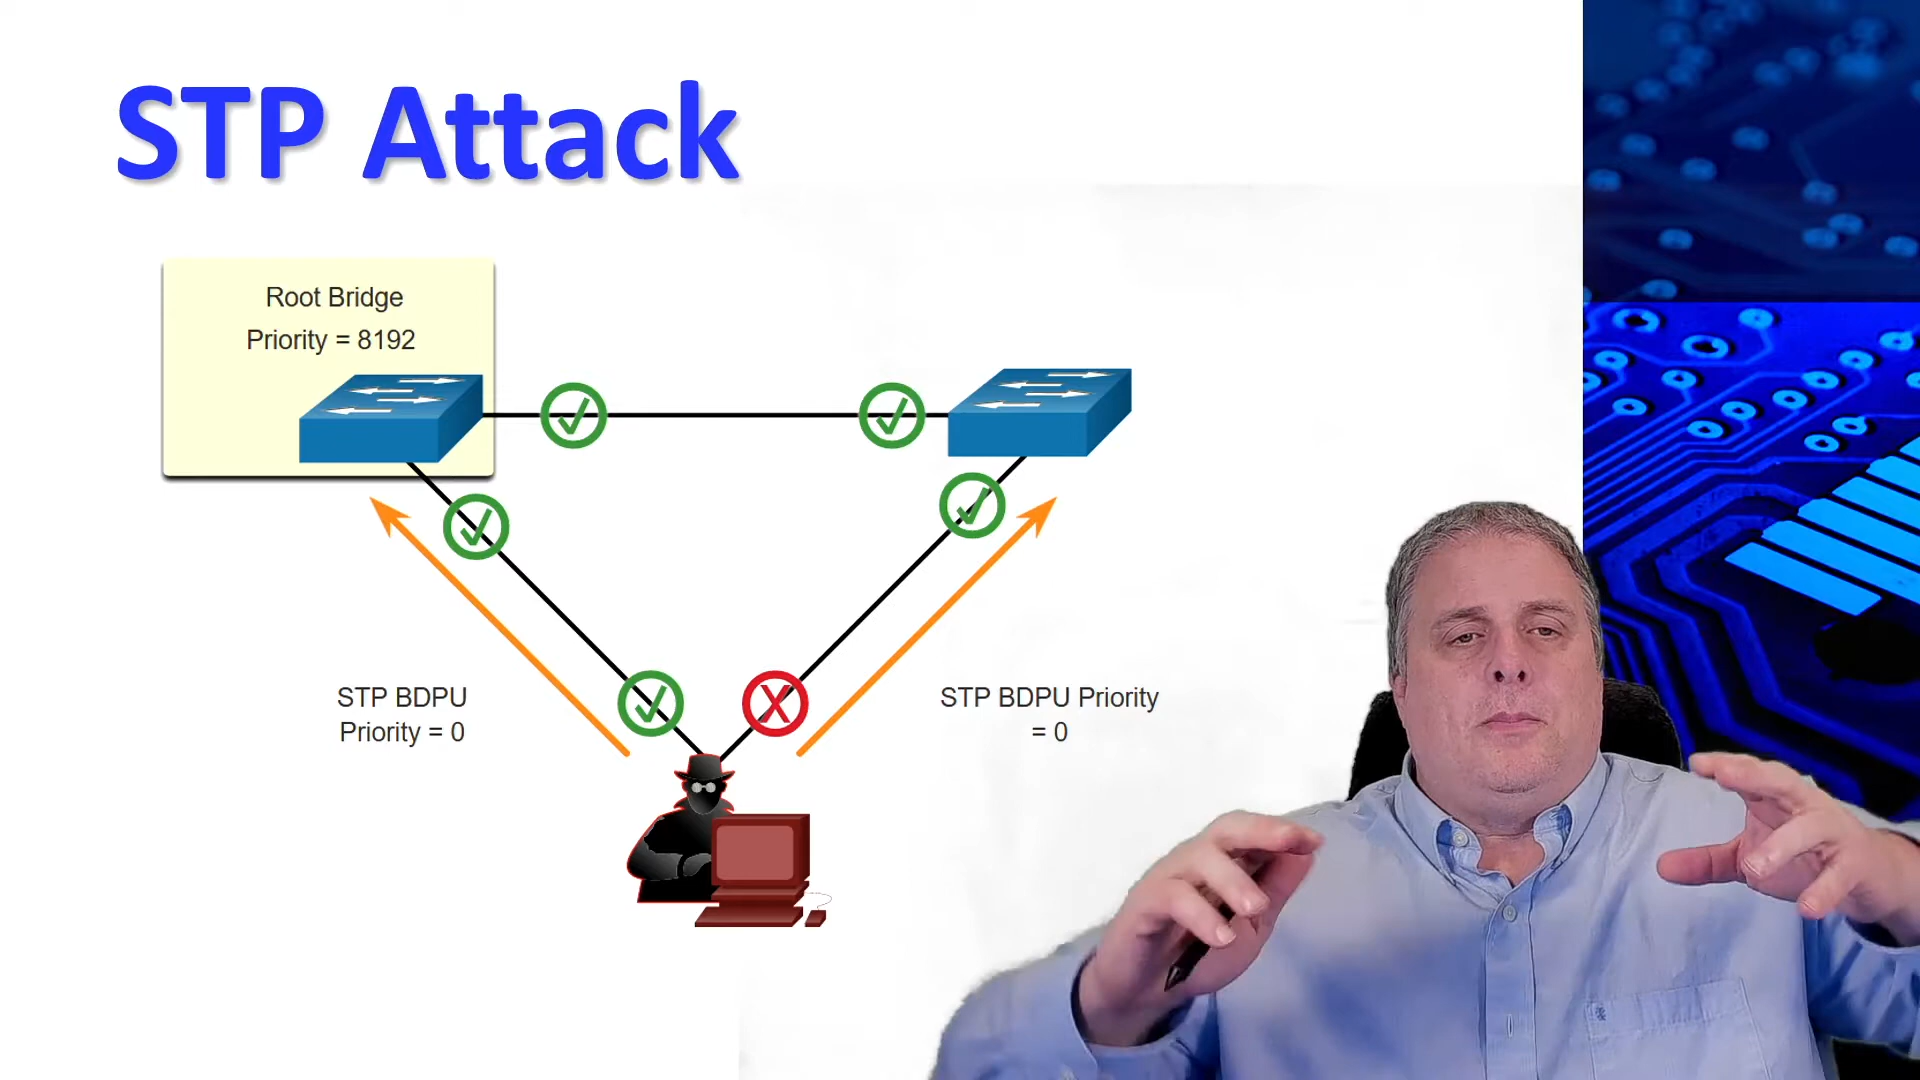 STP Attack
Root Bridge
Priority = 8192
STP BDPU
Priority = 0
STP BDPU Priority
= 0
X